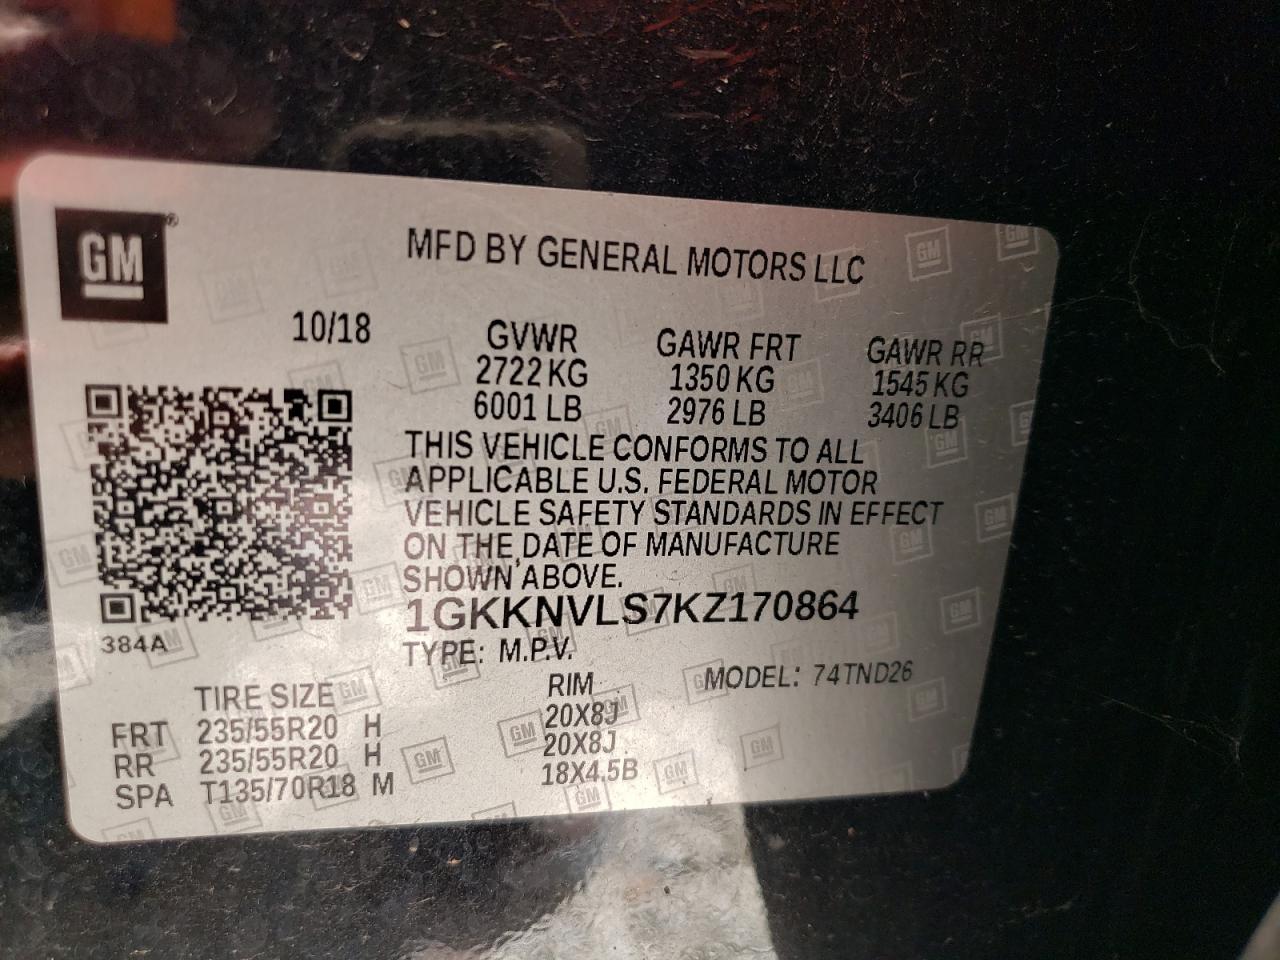 GM®
MFD BY GENERAL MOTORS LLC
10/18 GVWR GAWR FRT GAWR RR
2722 KG 1350 KG 1545 KG
6001 LB 2976 LB 3406 LB
THIS VEHICLE CONFORMS TO ALL
APPLICABLE U.S. FEDERAL MOTOR
VEHICLE SAFETY STANDARDS IN EFFECT
ON THE DATE OF MANUFACTURE
SHOWN ABOVE.
1GKKNVLS7KZ170864
384A
TYPE: M.P.V.
MODEL: 74TND26
TIRE SIZE RIM
FRT 235/55R20 H 20X8J
RR 235/55R20 H 20X8J
SPA T135/70R18 M 18X4.5B